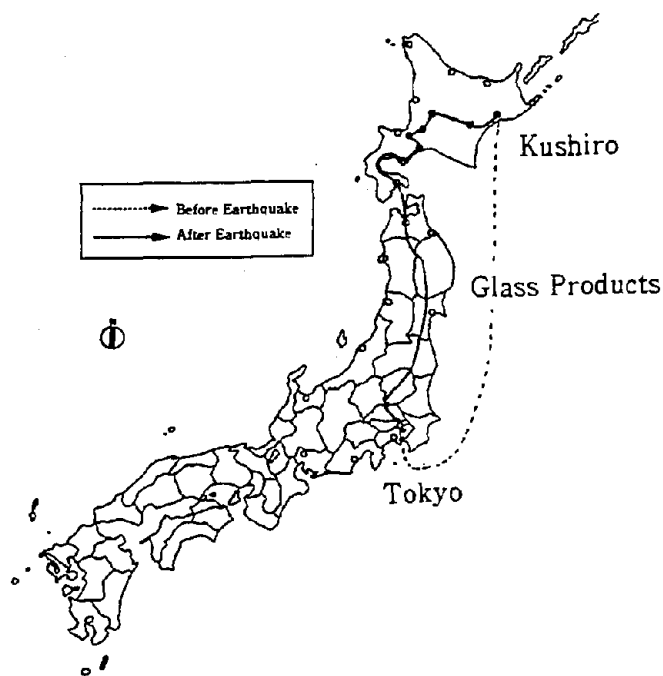 Kushiro
Before Earthquake
After Earthquake
Glass Products
Tokyo